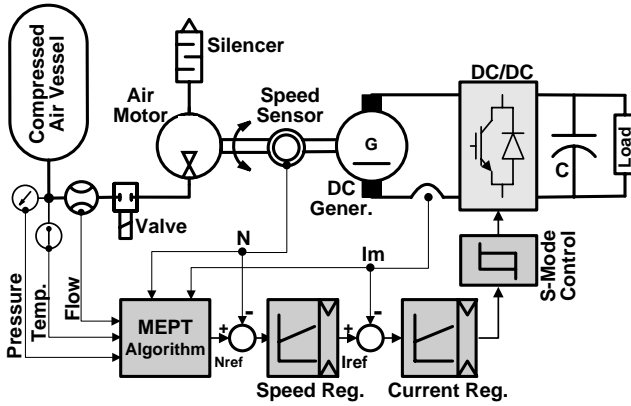 Compressed
Air Vessel
Silencer
Air
Motor
Speed
Sensor
DC/DC
G
DC
Gener.
C
Load
Valve
N
Im
S-Mode
Control
Pressure
Temp.
Flow
MEPT
Algorithm
+
-
Nref
+
-
Iref
Speed Reg.
Current Reg.